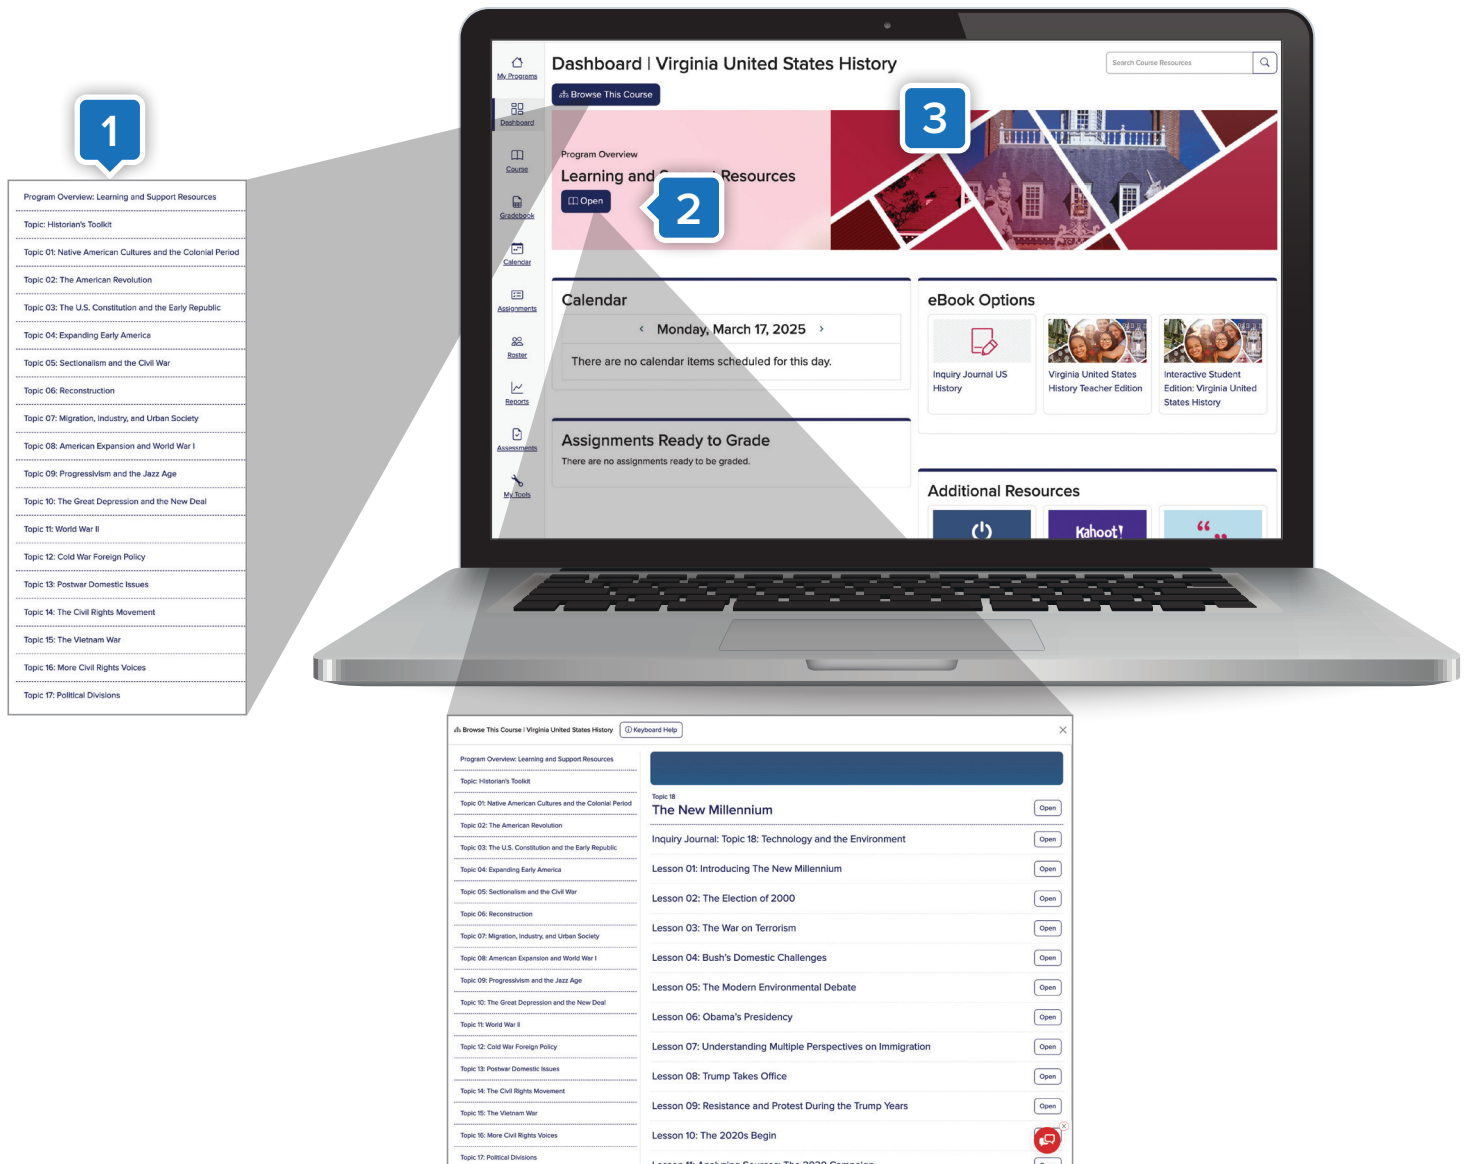 1
Program Overview: Learning and Support Resources
Topic: Historian's Toolkit
Topic 01: Native American Cultures and the Colonial Period
Topic 02: The American Revolution
Topic 03: The U.S. Constitution and the Early Republic
Topic 04: Expanding Early America
Topic 05: Sectionalism and the Civil War
Topic 06: Reconstruction
Topic 07: Migration, Industry, and Urban Society
Topic 08: American Expansion and World War I
Topic 09: Progressivism and the Jazz Age
Topic 10: The Great Depression and the New Deal
Topic 11: World War II
Topic 12: Cold War Foreign Policy
Topic 13: Postwar Domestic Issues
Topic 14: The Civil Rights Movement
Topic 15: The Vietnam War
Topic 16: More Civil Rights Voices
Topic 17: Political Divisions
My Programs
Dashboard
Course
Gradebook
Calendar
Assignments
Roster
Reports
Assessments
My Tools
Dashboard | Virginia United States History
Search Course Resources
Browse This Course
3
Program Overview
Learning and Resources
Open
2
Calendar
Monday, March 17, 2025
There are no calendar items scheduled for this day.
Assignments Ready to Grade
There are no assignments ready to be graded.
eBook Options
Inquiry Journal US
History
Virginia United States
History Teacher Edition
Interactive Student
Edition: Virginia United
States History
Additional Resources
Kahoot!
Browse This Course | Virginia United States History
Keyboard Help
Program Overview: Learning and Support Resources
Topic: Historian's Toolkit
Topic 01: Native American Cultures and the Colonial Period
Topic 02: The American Revolution
Topic 03: The U.S. Constitution and the Early Republic
Topic 04: Expanding Early America
Topic 05: Sectionalism and the Civil War
Topic 06: Reconstruction
Topic 07: Migration, Industry, and Urban Society
Topic 08: American Expansion and World War I
Topic 09: Progressivism and the Jazz Age
Topic 10: The Great Depression and the New Deal
Topic 11: World War II
Topic 12: Cold War Foreign Policy
Topic 13: Postwar Domestic Issues
Topic 14: The Civil Rights Movement
Topic 15: The Vietnam War
Topic 16: More Civil Rights Voices
Topic 17: Political Divisions
Topic 18
The New Millennium Open
Inquiry Journal: Topic 18: Technology and the Environment Open
Lesson 01: Introducing The New Millennium Open
Lesson 02: The Election of 2000 Open
Lesson 03: The War on Terrorism Open
Lesson 04: Bush's Domestic Challenges Open
Lesson 05: The Modern Environmental Debate Open
Lesson 06: Obama's Presidency Open
Lesson 07: Understanding Multiple Perspectives on Immigration Open
Lesson 08: Trump Takes Office Open
Lesson 09: Resistance and Protest During the Trump Years Open
Lesson 10: The 2020s Begin
Lesson 11: Analyzing Sources: The 2020 Campaign